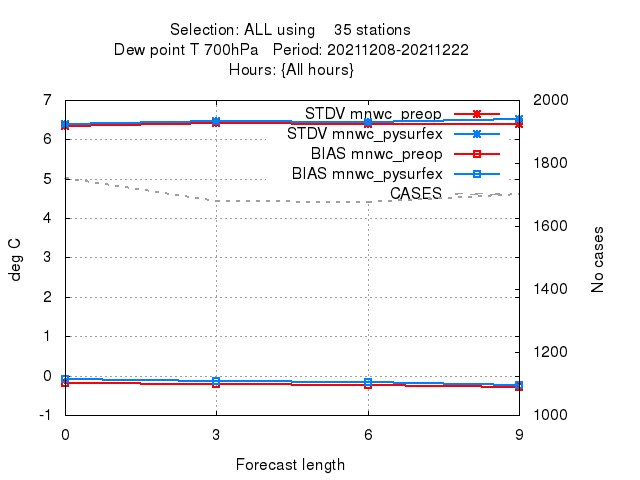 Selection: ALL using 35 stations
Dew point T 700hPa Period: 20211208-20211222
Hours: {All hours}
STDV mnwc_preop
STDV mnwc_pysurfex
BIAS mnwc_preop
BIAS mnwc_pysurfex
CASES
7
6
5
4
3
2
1
0
-1
deg C
2000
1800
1600
1400
1200
1000
No cases
0 3 6 9
Forecast length